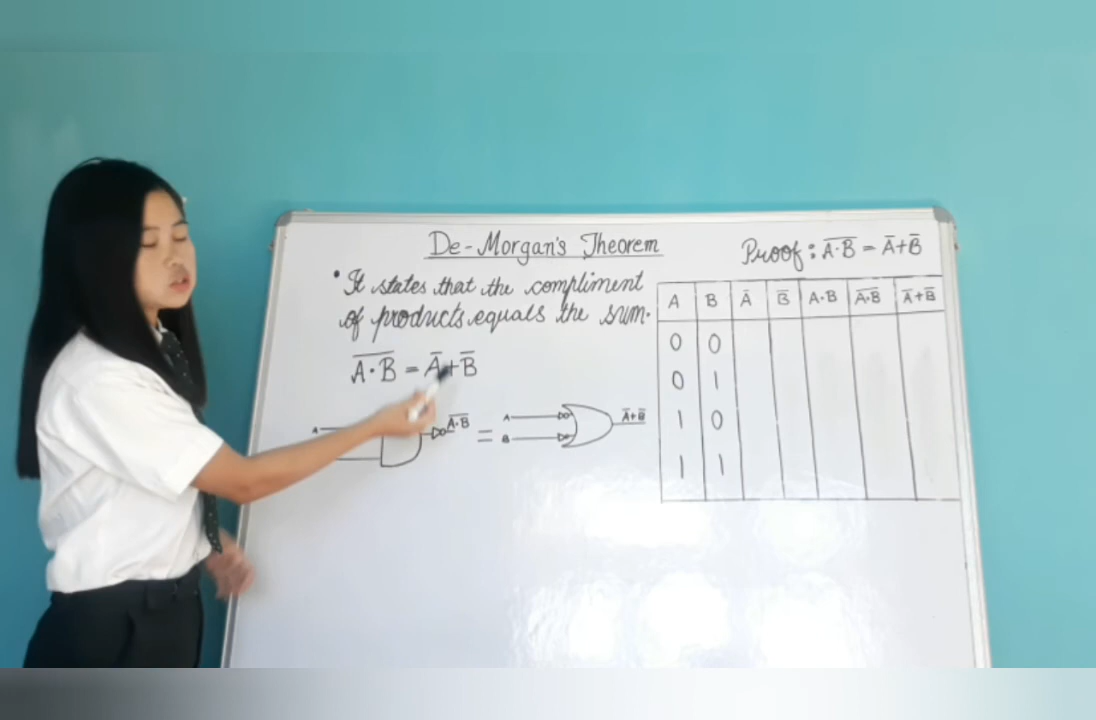 De-Morgan's Theorem
• It states that the compliment
of products equals the sum.
A̅·̅B̅ = A̅+B̅
A
A̅·̅B̅
=
A
B
A̅+B̅
Proof : A̅·̅B̅ = A̅+B̅
A B A̅ B̅ A·B A̅·̅B̅ A̅+B̅
0 0
0 1
1 0
1 1